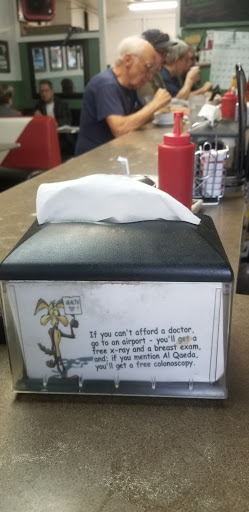 HEALTH
If you can't afford a doctor,
go to an airport - you'll get a
free x-ray and a breast exam,
and; if you mention Al Qaeda,
you'll get a free colonoscopy.